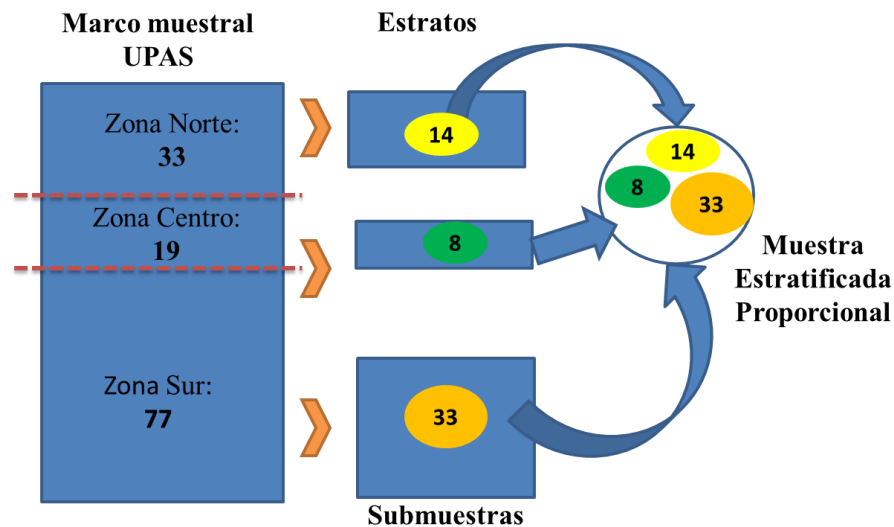 Marco muestral
UPAS
Zona Norte:
33
Zona Centro:
19
Zona Sur:
77
Estratos
14
8
33
Submuestras
14
8
33
Muestra
Estratificada
Proporcional